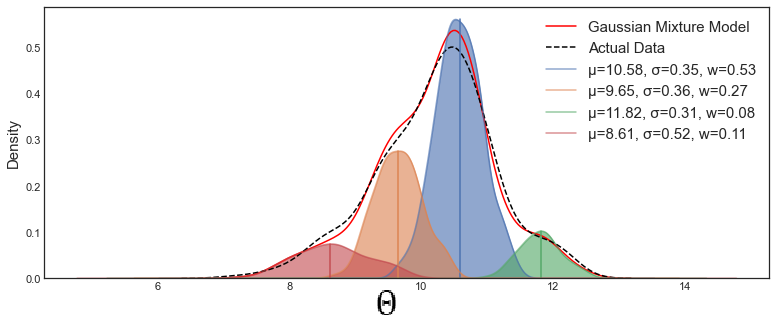 Gaussian Mixture Model
Actual Data
μ=10.58, σ=0.35, w=0.53
μ=9.65, σ=0.36, w=0.27
μ=11.82, σ=0.31, w=0.08
μ=8.61, σ=0.52, w=0.11
Density
0.5
0.4
0.3
0.2
0.1
0.0
6 8 10 12 14
Θ